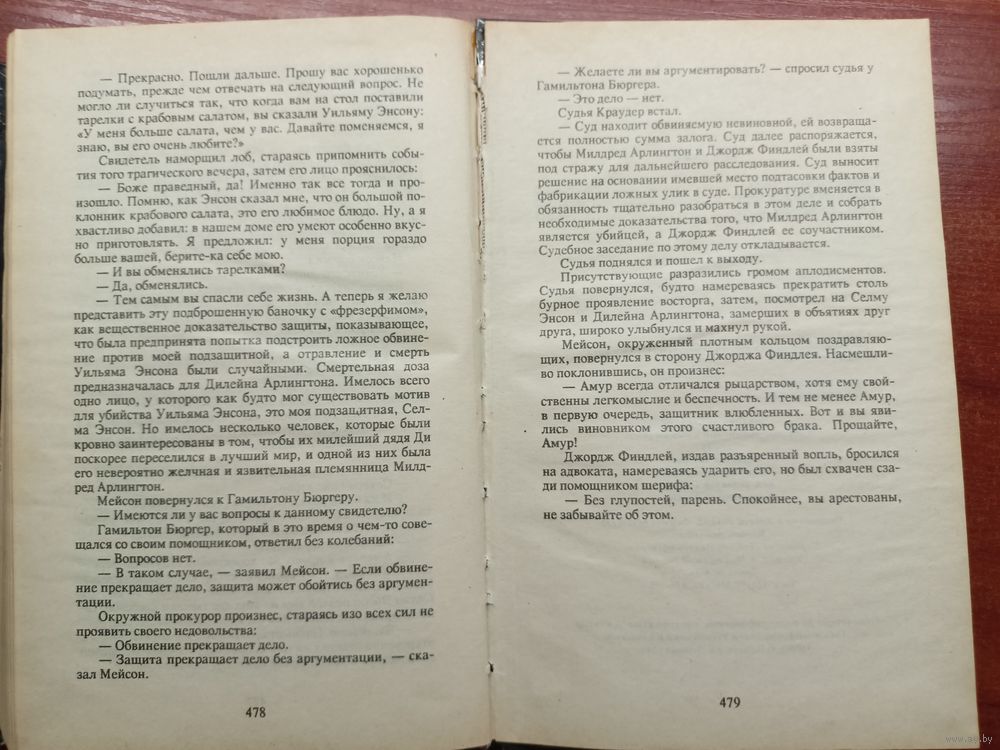 — Прекрасно. Пошли дальше. Прошу вас хорошенько
подумать, прежде чем отвечать на следующий вопрос. Не
могло ли случиться так, что когда вам на стол поставили
тарелки с крабовым салатом, вы сказали Уильяму Энсону:
«У меня больше салата, чем у вас. Давайте поменяемся, я
знаю, вы его очень любите?»
Свидетель наморщил лоб, стараясь припомнить собы-
тия того трагического вечера, затем его лицо прояснилось:
— Боже праведный, да! Именно так все тогда и про-
изошло. Помню, как Энсон сказал мне, что он большой по-
клонник крабового салата, это его любимое блюдо. Ну, а я
хвастливо добавил: в нашем доме его умеют особенно вкус-
но приготовлять. Я предложил: у меня порция гораздо
больше вашей, берите-ка себе мою.
— И вы обменялись тарелками?
— Да, обменялись.
— Тем самым вы спасли себе жизнь. А теперь я желаю
представить эту подброшенную баночку с «фрезерфимом»,
как вещественное доказательство защиты, показывающее,
что была предпринята попытка подстроить ложное обвине-
ние против моей подзащитной, а отравление и смерть
Уильяма Энсона были случайными. Смертельная доза
предназначалась для Дилейна Арлингтона. Имелось всего
одно лицо, у которого как будто мог существовать мотив
для убийства Уильяма Энсона, это моя подзащитная, Сел-
ма Энсон. Но имелось несколько человек, которые были
кровно заинтересованы в том, чтобы их милейший дядя Ди
поскорее переселился в лучший мир, и одной из них была
его невероятно желчная и язвительная племянница Милд-
ред Арлингтон.
Мейсон повернулся к Гамильтону Бюргеру.
— Имеются ли у вас вопросы к данному свидетелю?
Гамильтон Бюргер, который в это время о чем-то сове-
щался со своим помощником, ответил без колебаний:
— Вопросов нет.
— В таком случае, — заявил Мейсон. — Если обвине-
ние прекращает дело, защита может обойтись без аргумен-
тации.
Окружной прокурор произнес, стараясь изо всех сил не
проявить своего недовольства:
— Обвинение прекращает дело.
— Защита прекращает дело без аргументации, — ска-
зал Мейсон.
478
— Желаете ли вы аргументировать? — спросил судья у
Гамильтона Бюргера.
— Это дело — нет.
Судья Краудер встал.
— Суд находит обвиняемую невиновной, ей возвраща-
ется полностью сумма залога. Суд далее распоряжается,
чтобы Милдред Арлингтон и Джордж Финдлей были взяты
под стражу для дальнейшего расследования. Суд выносит
решение на основании имевшей место подтасовки фактов и
фабрикации ложных улик в суде. Прокуратуре вменяется в
обязанность тщательно разобраться в этом деле и собрать
необходимые доказательства того, что Милдред Арлингтон
является убийцей, а Джордж Финдлей ее соучастником.
Судебное заседание по этому делу откладывается.
Судья поднялся и пошел к выходу.
Присутствующие разразились громом аплодисментов.
Судья повернулся, будто намереваясь прекратить столь
бурное проявление восторга, затем, посмотрел на Селму
Энсон и Дилейна Арлингтона, замерших в объятиях друг
друга, широко улыбнулся и махнул рукой.
Мейсон, окруженный плотным кольцом поздравляю-
щих, повернулся в сторону Джорджа Финдлея. Насмешли-
во поклонившись, он произнес:
— Амур всегда отличался рыцарством, хотя ему свой-
ственны легкомыслие и беспечность. И тем не менее Амур,
в первую очередь, защитник влюбленных. Вот и вы яви-
лись виновником этого счастливого брака. Прощайте,
Амур!
Джордж Финдлей, издав разъяренный вопль, бросился
на адвоката, намереваясь ударить его, но был схвачен сза-
ди помощником шерифа:
— Без глупостей, парень. Спокойнее, вы арестованы,
не забывайте об этом.
479
www.ay.by